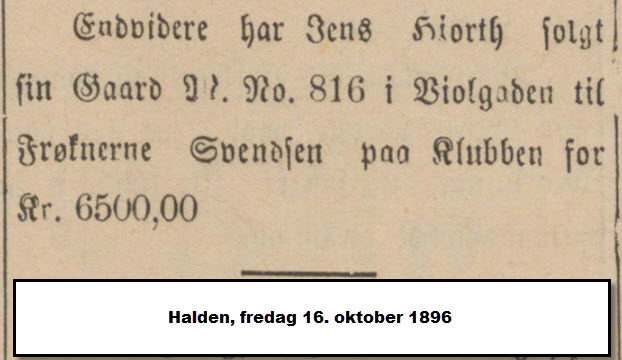 Endvidere har Jens Hiorth solgt
sin Gaard M. No. 816 i Violgaden til
Frøknerne Svendsen paa Klubben for
Kr. 6500,00
Halden, fredag 16. oktober 1896